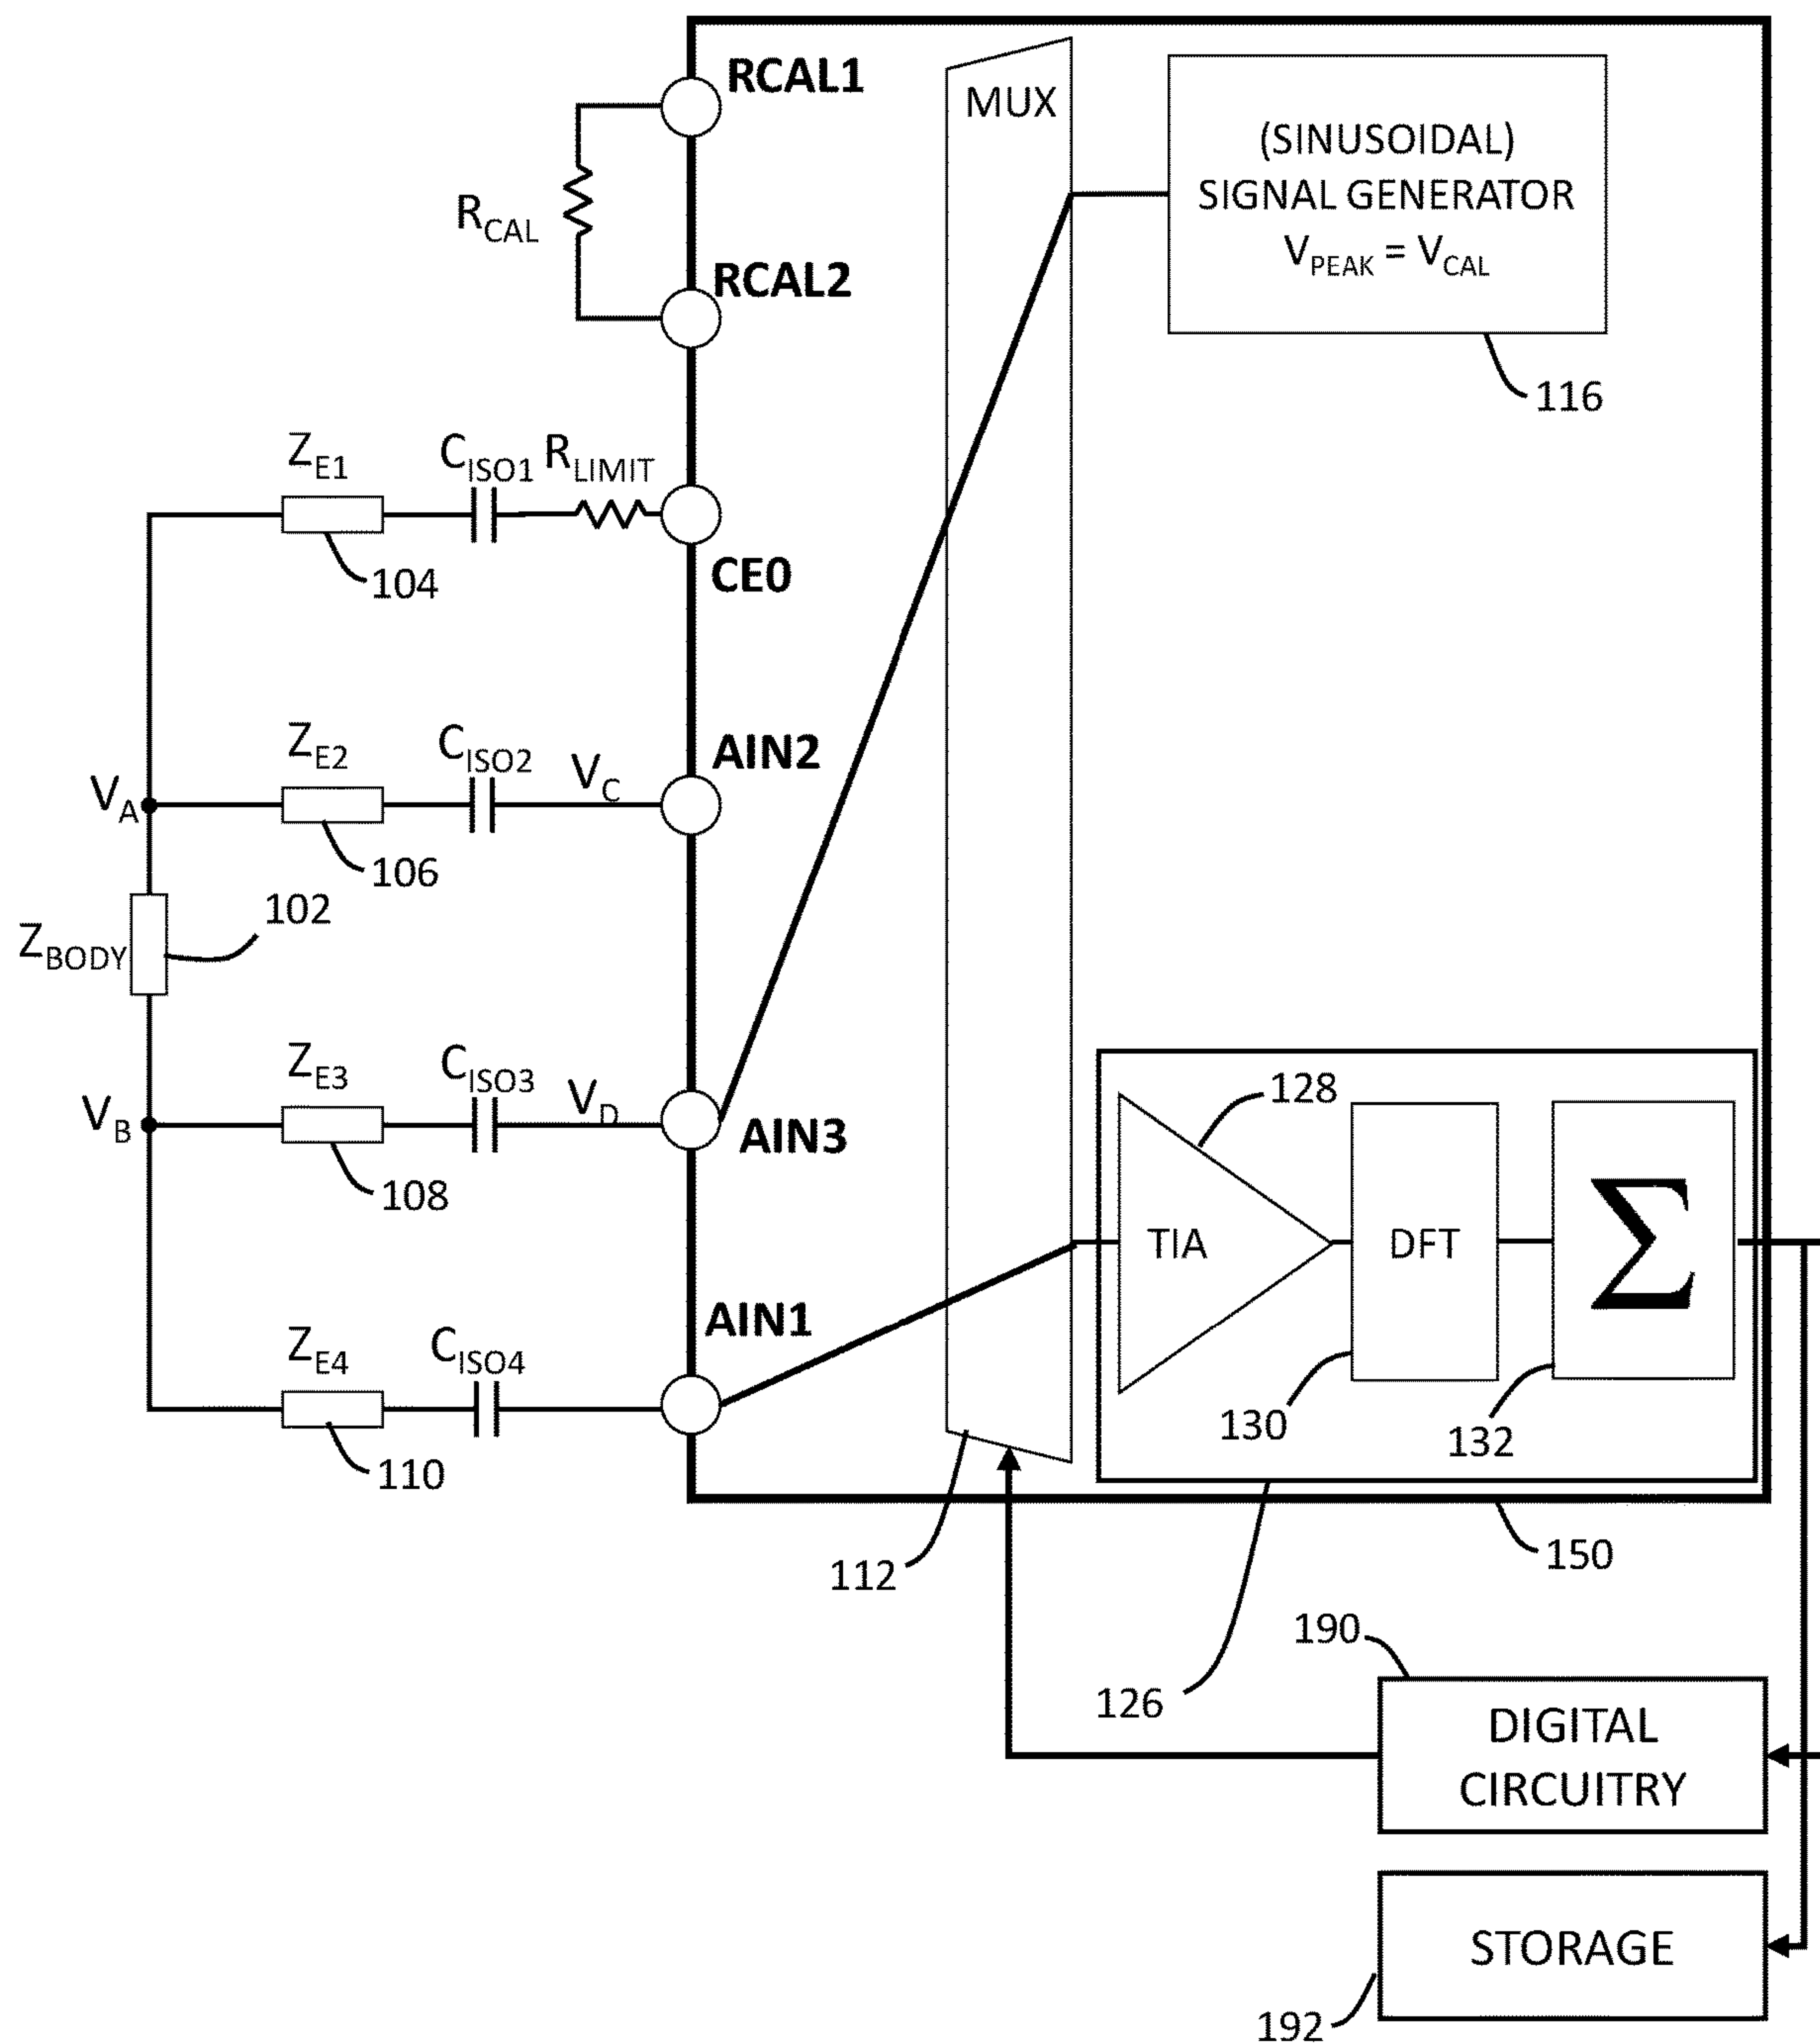 RCAL1
MUX
(SINUSOIDAL)
SIGNAL GENERATOR
VPEAK = VCAL
RCAL
RCAL2
116
ZE1
CISO1
RLIMIT
104
CE0
ZE2
CISO2
VC
AIN2
VA
106
102
ZBODY
ZE3
CISO3
VD
128
VB
AIN3
108
TIA
DFT
Σ
AIN1
ZE4
CISO4
130
132
110
112
150
190
126
DIGITAL
CIRCUITRY
STORAGE
192